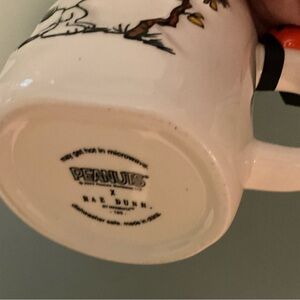 may get hot in microwave.
PEANUTS
X
RAE DUNN.
dishwasher safe. made in china.